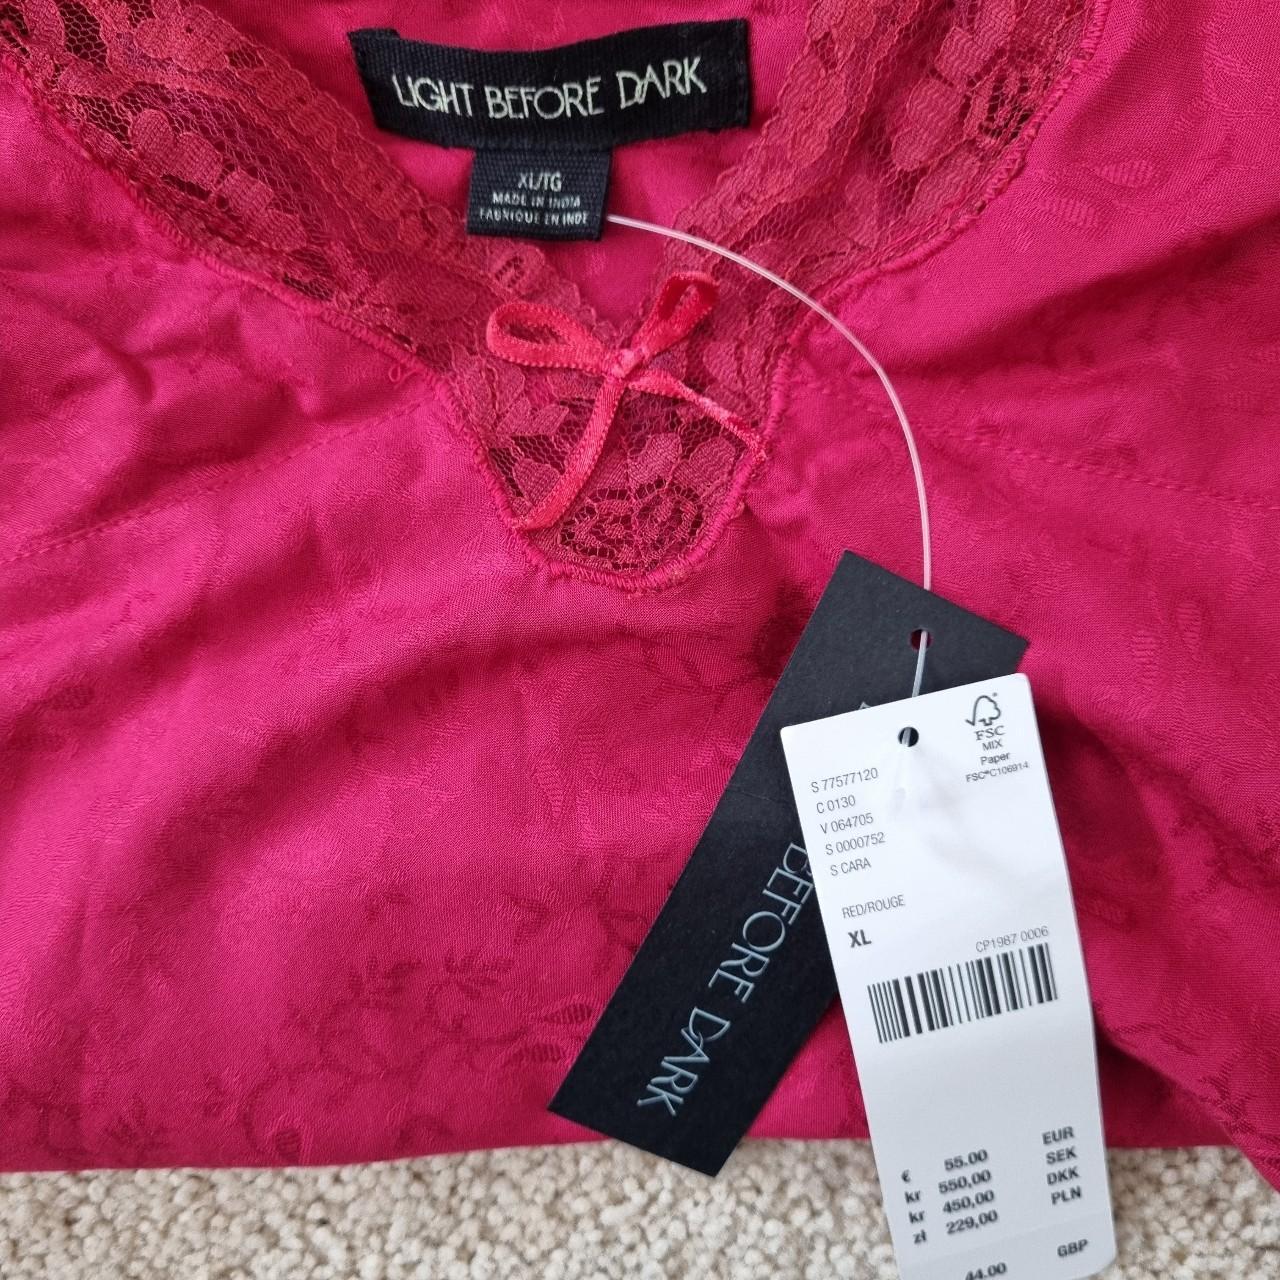 LIGHT BEFORE DARK
XL/TG
MADE IN INDIA
FABRIQUE EN INDE
BEFORE DARK
FSC
MIX
Paper
FSC® C106914
S 77577120
C 0130
V 064705
S 0000752
S CARA
RED/ROUGE
XL
CP1987 0006
€ 55.00 EUR
kr 550,00 SEK
kr 450,00 DKK
zł 229,00 PLN
44.00 GBP